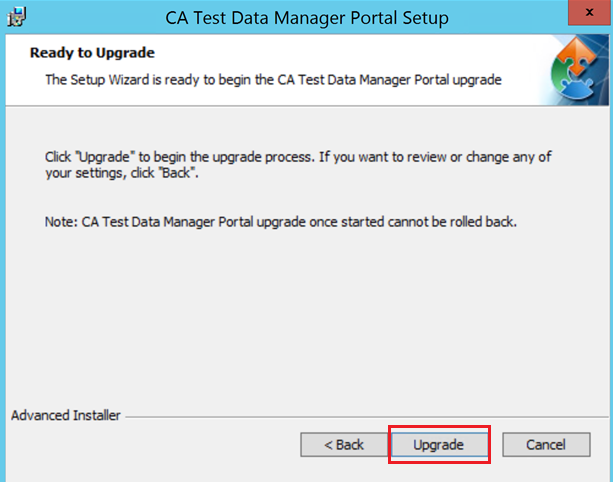 CA Test Data Manager Portal Setup
x
Ready to Upgrade
The Setup Wizard is ready to begin the CA Test Data Manager Portal upgrade
Click "Upgrade" to begin the upgrade process. If you want to review or change any of
your settings, click "Back".
Note: CA Test Data Manager Portal upgrade once started cannot be rolled back.
Advanced Installer
< Back Upgrade Cancel